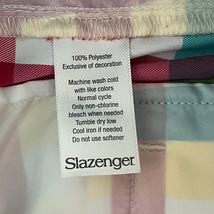 100% Polyester
Exclusive of decoration
Machine wash cold
with like colors
Normal cycle
Only non-chlorine
bleach when needed
Tumble dry low
Cool iron if needed
Do not use softener
Slazenger